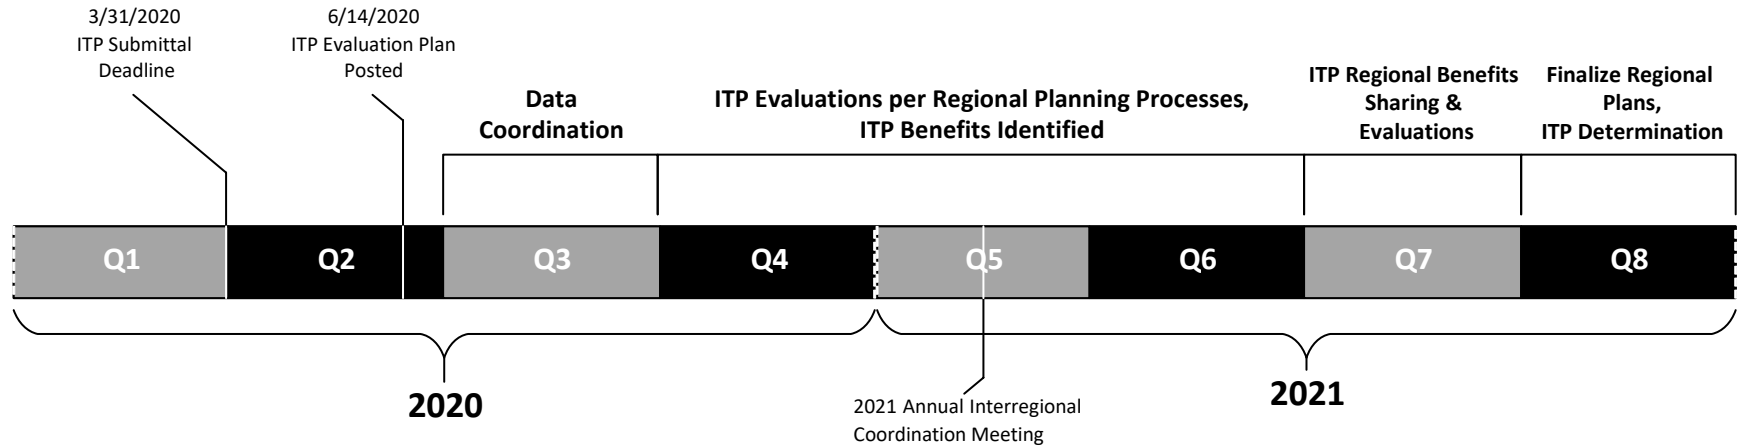 3/31/2020
ITP Submittal
Deadline
6/14/2020
ITP Evaluation Plan
Posted
Data
Coordination
ITP Evaluations per Regional Planning Processes,
ITP Benefits Identified
ITP Regional Benefits
Sharing &
Evaluations
Finalize Regional
Plans,
ITP Determination
Q1
Q2
Q3
Q4
Q5
Q6
Q7
Q8
2020
2021 Annual Interregional
Coordination Meeting
2021